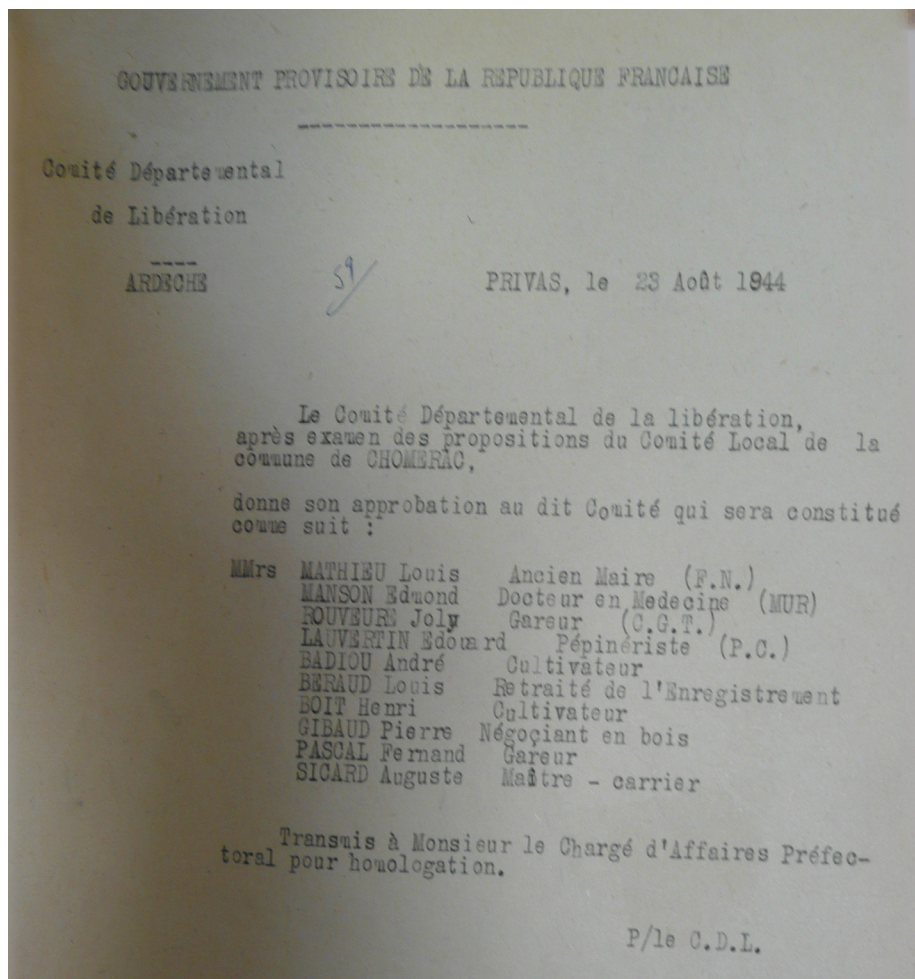 GOUVERNEMENT PROVISOIRE DE LA REPUBLIQUE FRANCAISE
-------------------
Comité Départemental
de Libération
----
ARDECHE 59/ PRIVAS, le 23 Août 1944
Le Comité Départemental de la libération,
après examen des propositions du Comité Local de la
commune de CHOMERAC,
donne son approbation au dit Comité qui sera constitué
comme suit :
MMrs MATHIEU Louis Ancien Maire (F.N.)
MANSON Edmond Docteur en Medecine (MUR)
ROUVEURE Joly Gareur (C.G.T.)
LAUVERTIN Edouard Pépinériste (P.C.)
BADIOU André Cultivateur
BERAUD Louis Retraité de l'Enregistrement
BOIT Henri Cultivateur
GIBAUD Pierre Négoçiant en bois
PASCAL Fernand Gareur
SICARD Auguste Maître - carrier
Transmis à Monsieur le Chargé d'Affaires Préfec-
toral pour homologation.
P/le C.D.L.